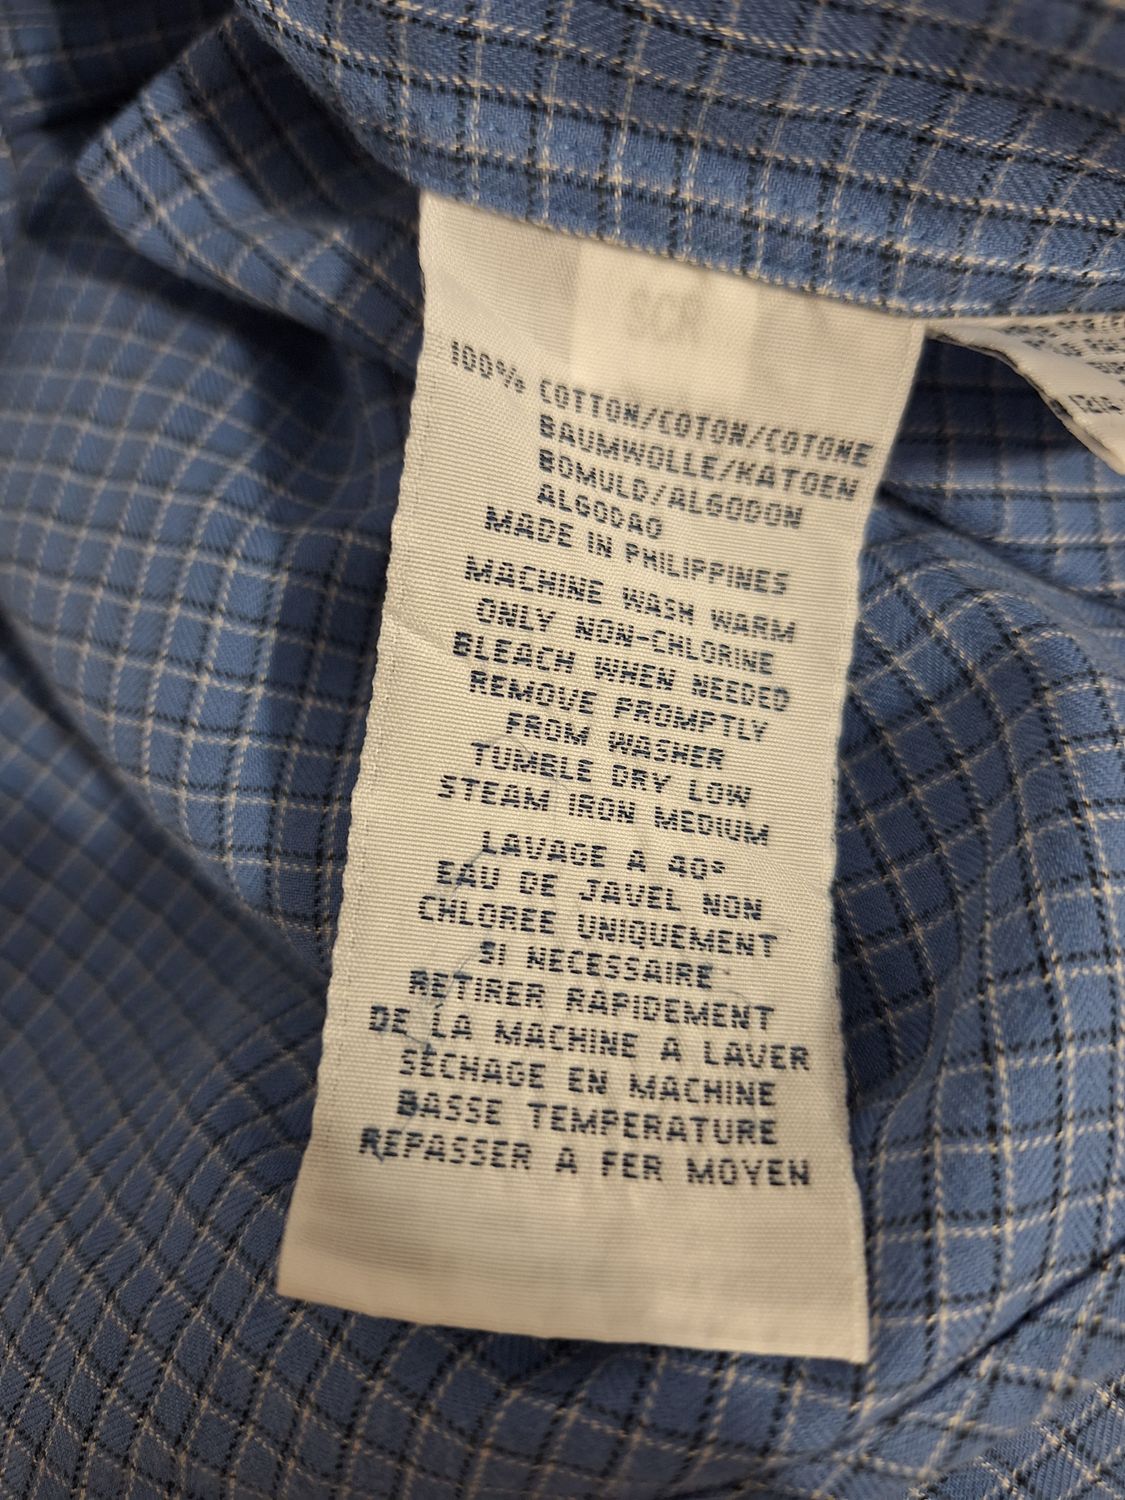 100% COTTON/COTON/COTONE
BAUMWOLLE/KATOEN
BOMULD/ALGODON
ALGODAO
MADE IN PHILIPPINES
MACHINE WASH WARM
ONLY NON-CHLORINE
BLEACH WHEN NEEDED
REMOVE PROMPTLY
FROM WASHER
TUMBLE DRY LOW
STEAM IRON MEDIUM
LAVAGE A 40°
EAU DE JAVEL NON
CHLOREE UNIQUEMENT
SI NECESSAIRE
RETIRER RAPIDEMENT
DE LA MACHINE A LAVER
SECHAGE EN MACHINE
BASSE TEMPERATURE
REPASSER A FER MOYEN